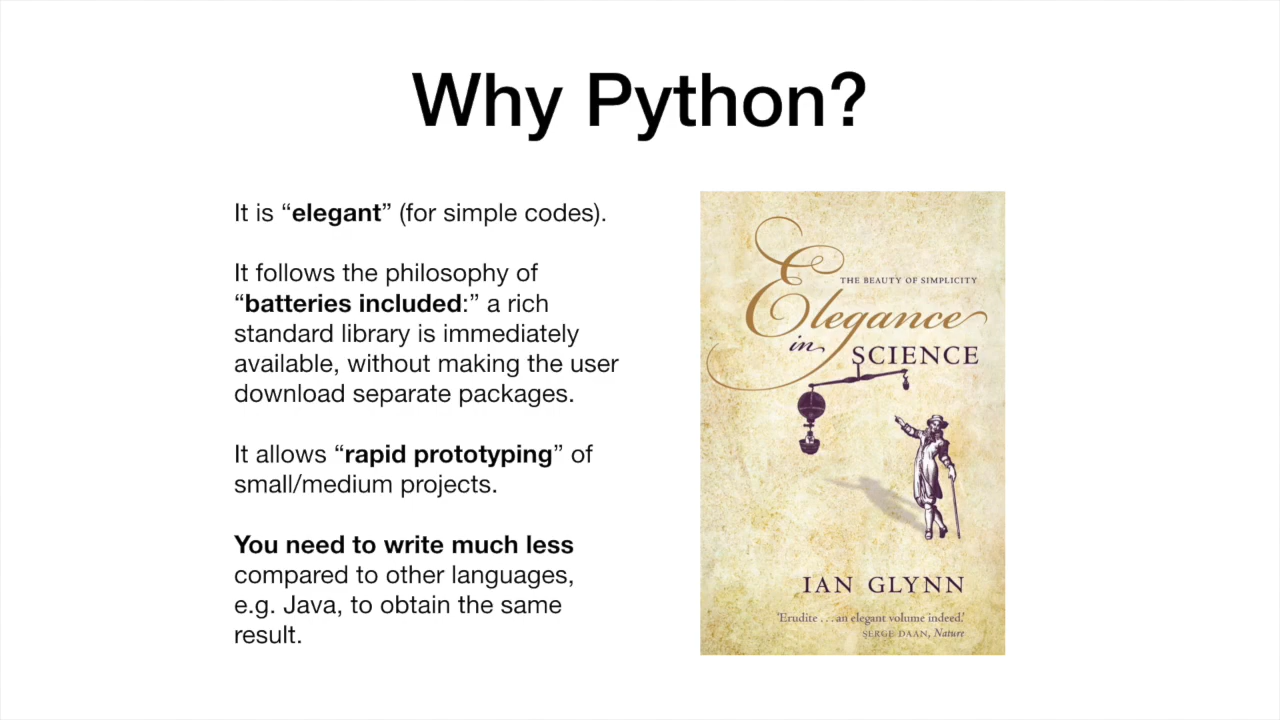 Why Python?
It is “elegant” (for simple codes).
It follows the philosophy of
“batteries included:” a rich
standard library is immediately
available, without making the user
download separate packages.
It allows “rapid prototyping” of
small/medium projects.
You need to write much less
compared to other languages,
e.g. Java, to obtain the same
result.
THE BEAUTY OF SIMPLICITY
Elegance
in SCIENCE
IAN GLYNN
‘Erudite . . . an elegant volume indeed.’
SERGE DAAN, Nature